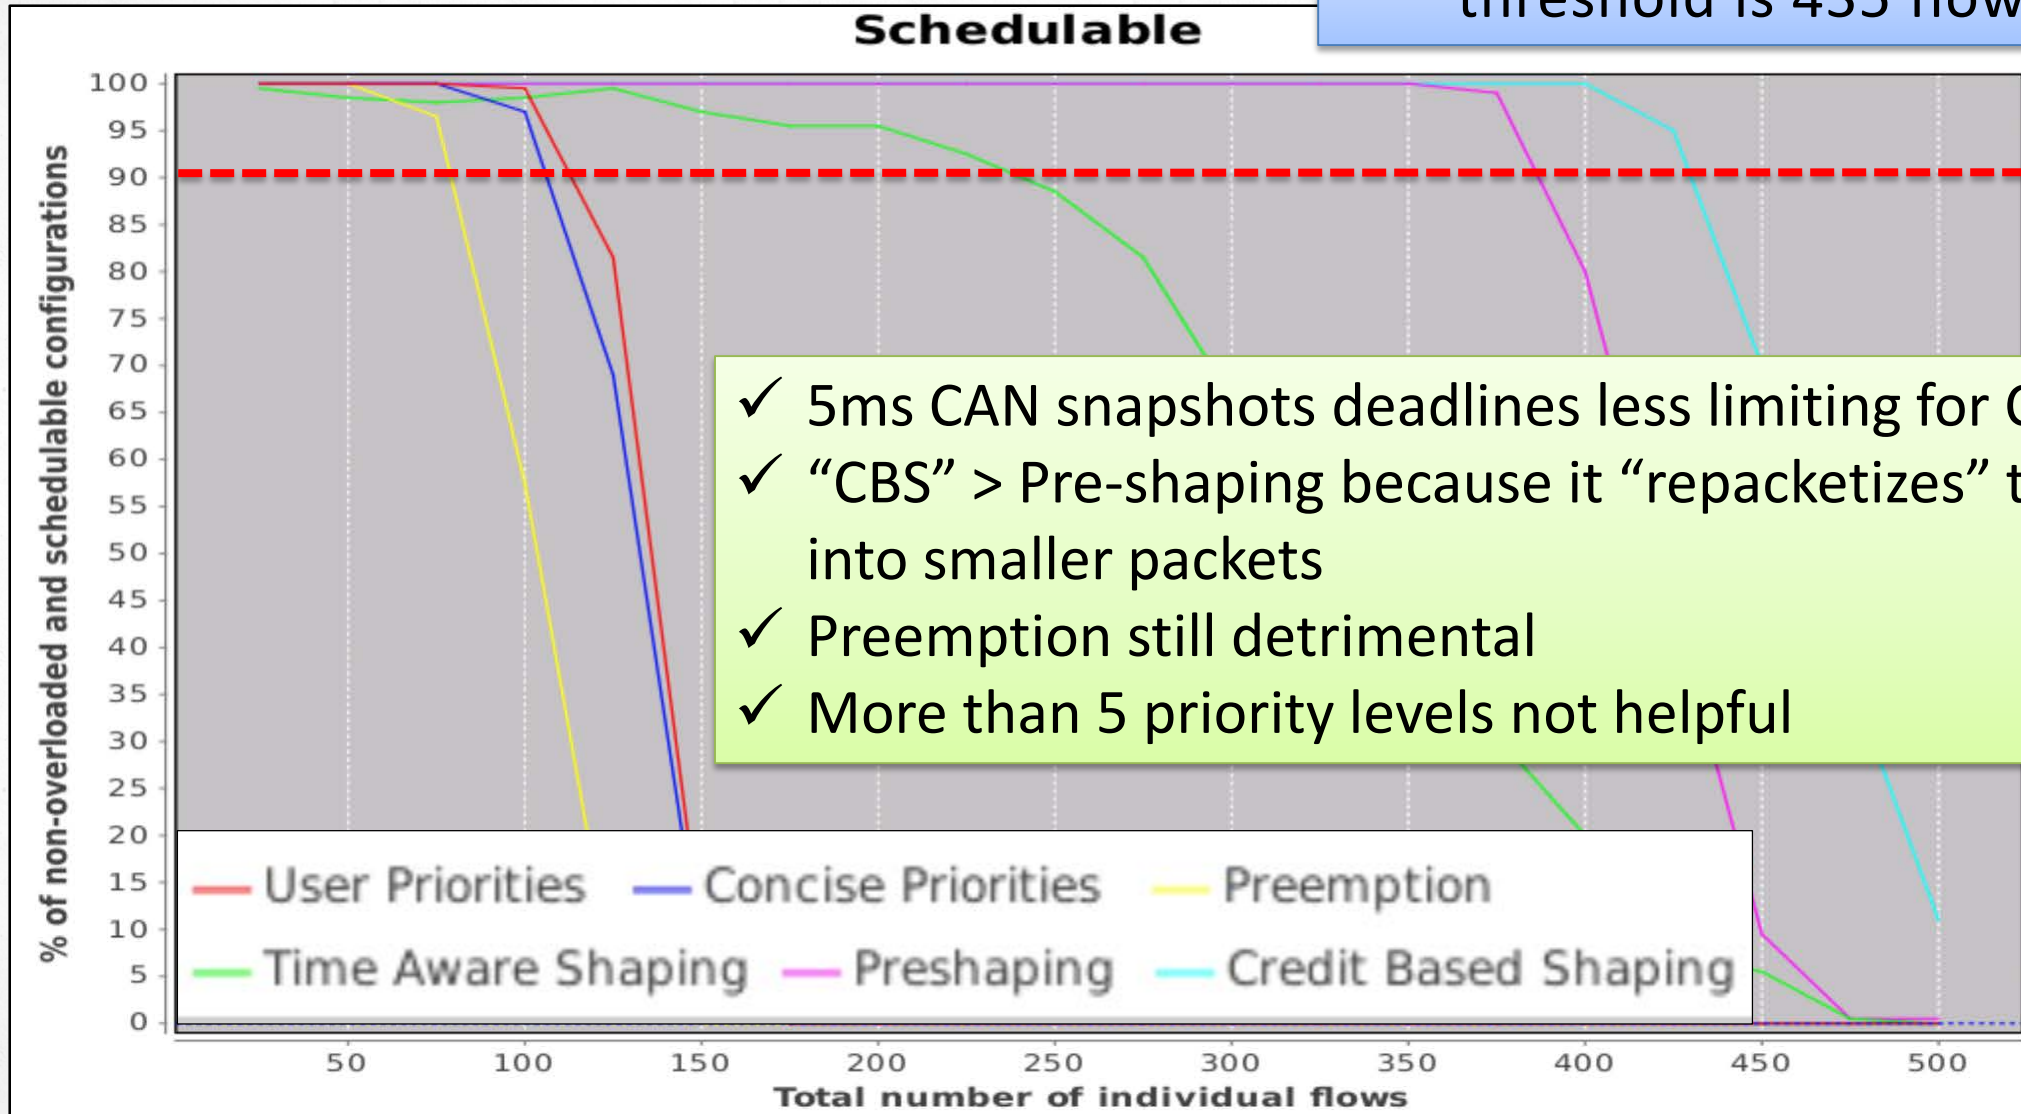 threshold is 435 flow
Schedulable
% of non-overloaded and schedulable configurations
100
95
90
85
80
75
70
65
60
55
50
45
40
35
30
25
20
15
10
5
0
✓ 5ms CAN snapshots deadlines less limiting for
✓ “CBS” > Pre-shaping because it “repacketizes”
into smaller packets
✓ Preemption still detrimental
✓ More than 5 priority levels not helpful
User Priorities Concise Priorities Preemption
Time Aware Shaping Preshaping Credit Based Shaping
50 100 150 200 250 300 350 400 450 500
Total number of individual flows